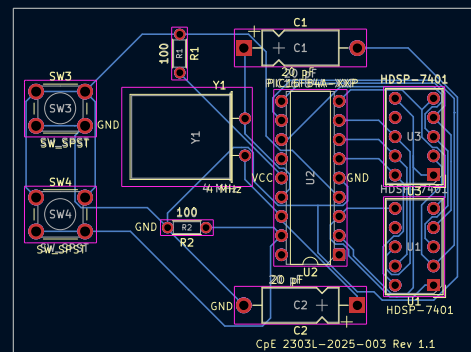 C1
+
C1
20 pF
100
R1
R1
SW3
SW3
GND
SW_SPST
Y1
Y1
4 MHz
PIC16F84A-XXP
HDSP-7401
U3
HDSP-7401
U3
VCC
GND
U2
U2
SW4
SW4
SW_SPST
100
GND
R2
R2
U1
U1
HDSP-7401
20 pF
GND
C2
+
C2
CpE 2303L-2025-003 Rev 1.1